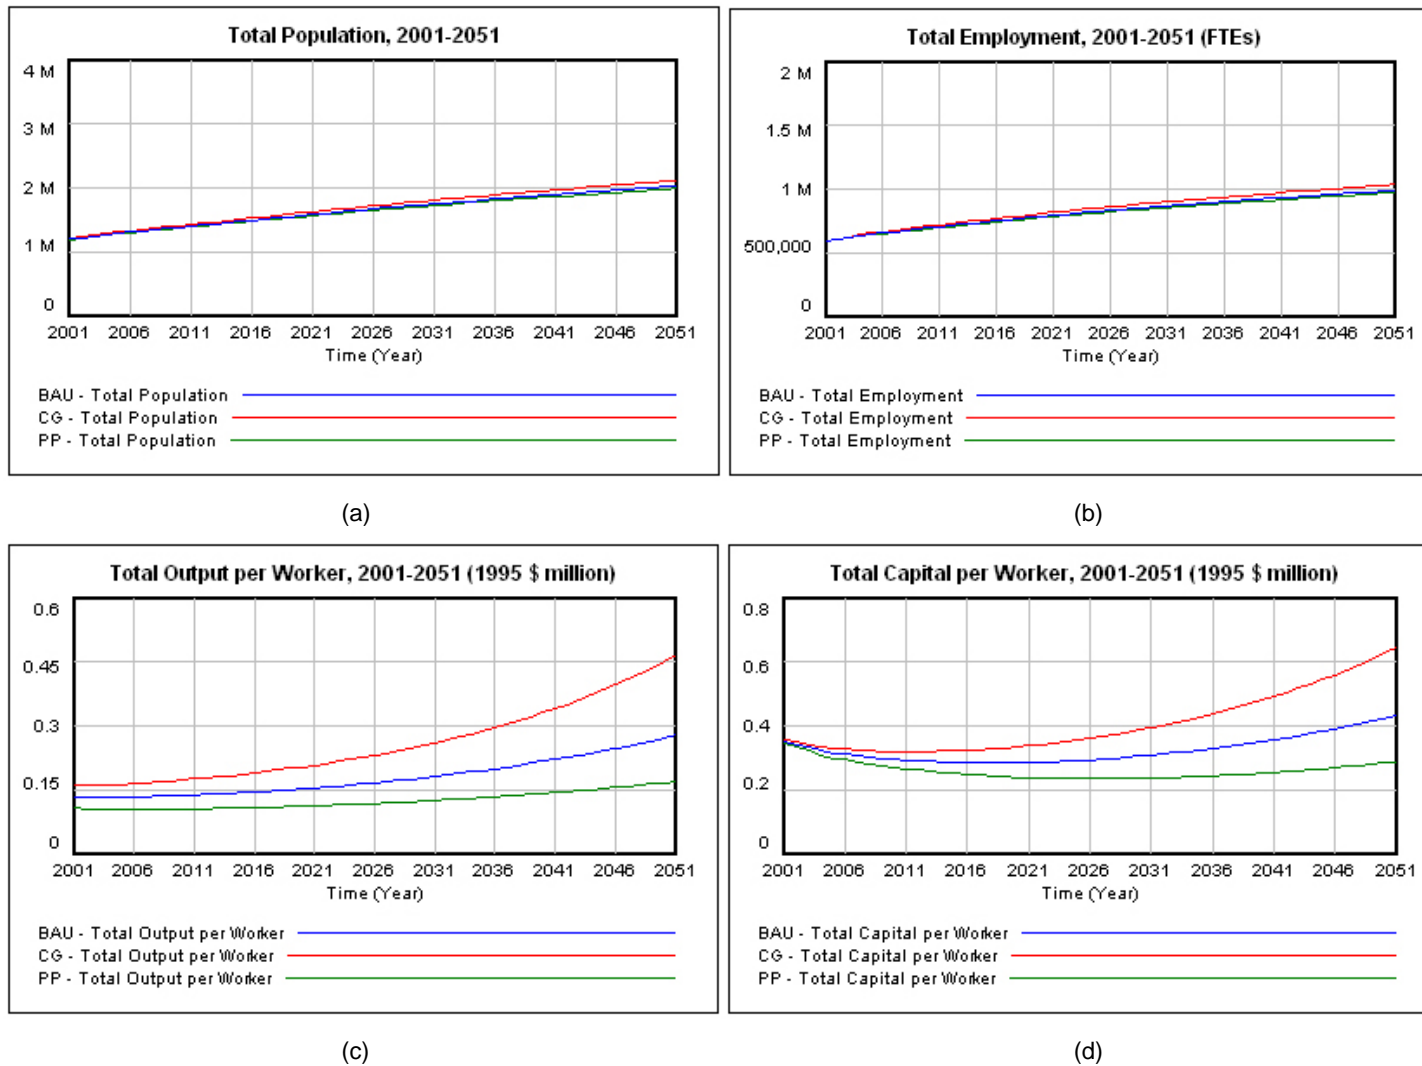 Total Population, 2001-2051
4 M
3 M
2 M
1 M
0
2001 2006 2011 2016 2021 2026 2031 2036 2041 2046 2051
Time (Year)
BAU - Total Population
CG - Total Population
PP - Total Population
(a)
Total Employment, 2001-2051 (FTEs)
2 M
1.5 M
1 M
500,000
0
2001 2006 2011 2016 2021 2026 2031 2036 2041 2046 2051
Time (Year)
BAU - Total Employment
CG - Total Employment
PP - Total Employment
(b)
Total Output per Worker, 2001-2051 (1995 $ million)
0.6
0.45
0.3
0.15
0
2001 2006 2011 2016 2021 2026 2031 2036 2041 2046 2051
Time (Year)
BAU - Total Output per Worker
CG - Total Output per Worker
PP - Total Output per Worker
(c)
Total Capital per Worker, 2001-2051 (1995 $ million)
0.8
0.6
0.4
0.2
0
2001 2006 2011 2016 2021 2026 2031 2036 2041 2046 2051
Time (Year)
BAU - Total Capital per Worker
CG - Total Capital per Worker
PP - Total Capital per Worker
(d)